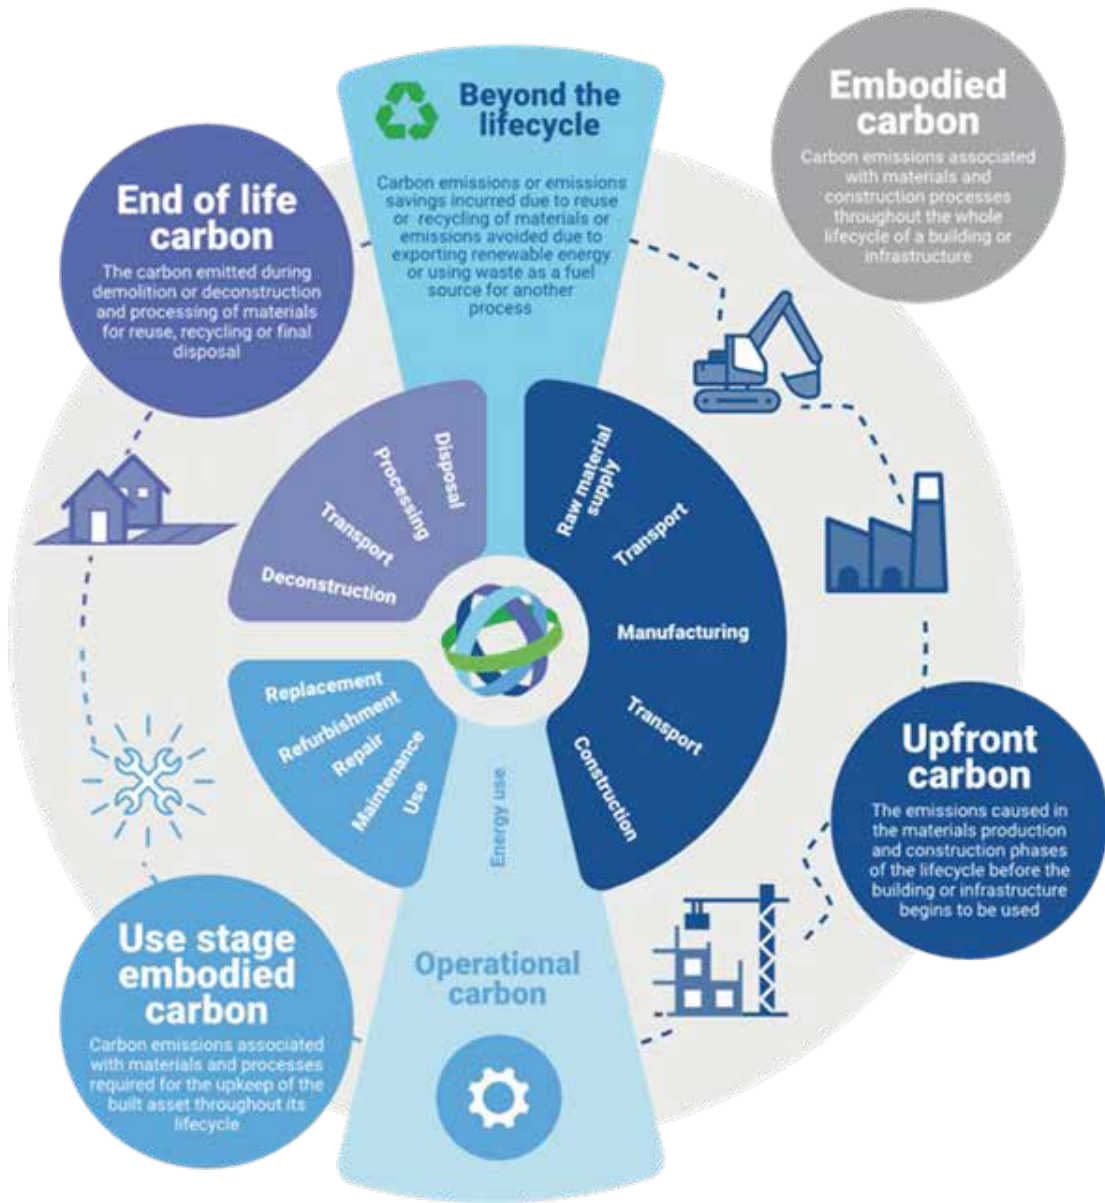 Beyond the
lifecycle
Carbon emissions or emissions
savings incurred due to reuse
or recycling of materials or
emissions avoided due to
exporting renewable energy
or using waste as a fuel
source for another
process
Embodied
carbon
Carbon emissions associated
with materials and
construction processes
throughout the whole
lifecycle of a building or
infrastructure
End of life
carbon
The carbon emitted during
demolition or deconstruction
and processing of materials
for reuse, recycling or final
disposal
Disposal
Processing
Transport
Deconstruction
Raw material
supply
Transport
Manufacturing
Transport
Construction
Replacement
Refurbishment
Repair
Maintenance
Use
Energy use
Upfront
carbon
The emissions caused in
the materials production
and construction phases
of the lifecycle before the
building or infrastructure
begins to be used
Use stage
embodied
carbon
Carbon emissions associated
with materials and processes
required for the upkeep of the
built asset throughout its
lifecycle
Operational
carbon